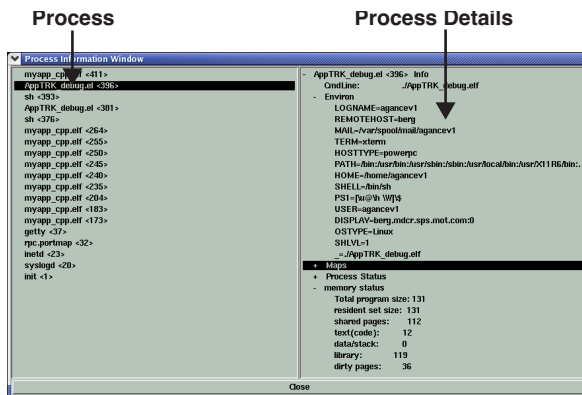 Process
Process Details
Process Information Window
myapp_cpp.elf <411>
AppTRK_debug.el <396>
sh <393>
AppTRK_debug.el <381>
sh <376>
myapp_cpp.elf <264>
myapp_cpp.elf <255>
myapp_cpp.elf <250>
myapp_cpp.elf <245>
myapp_cpp.elf <240>
myapp_cpp.elf <235>
myapp_cpp.elf <204>
myapp_cpp.elf <183>
myapp_cpp.elf <173>
getty <37>
rpc.portmap <32>
inetd <23>
syslogd <20>
init <1>
- AppTRK_debug.el <396> Info
CmdLine: ./AppTRK_debug.elf
- Environ
LOGNAME=agancev1
REMOTEHOST=berg
MAIL=/var/spool/mail/agancev1
TERM=xterm
HOSTTYPE=powerpc
PATH=/bin:/usr/bin:/usr/sbin:/sbin:/usr/local/bin:/usr/X11R6/bin:.
HOME=/home/agancev1
SHELL=/bin/sh
PS1=[\u@\h \W]\$
USER=agancev1
DISPLAY=berg.mdcr.sps.mot.com:0
OSTYPE=Linux
SHLVL=1
_=./AppTRK_debug.elf
+ Maps
+ Process Status
- memory status
Total program size: 131
resident set size: 131
shared pages: 112
text(code): 12
data/stack: 0
library: 119
dirty pages: 36
Close